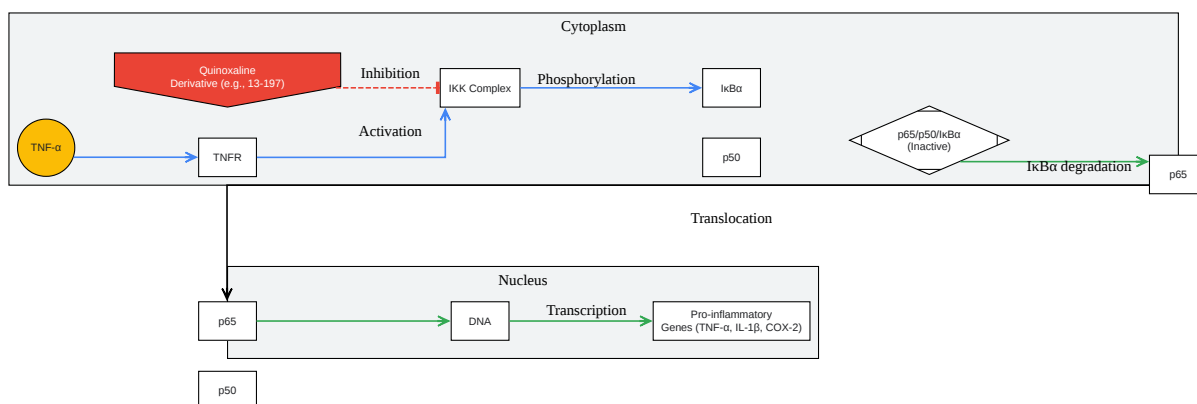 Cytoplasm
Quinoxaline
Derivative (e.g., 13-197)
Inhibition
IKK Complex
Phosphorylation
IκBα
TNF-α
TNFR
Activation
p50
p65/p50/IκBα
(Inactive)
IκBα degradation
p65
Translocation
Nucleus
p65
DNA
Transcription
Pro-inflammatory
Genes (TNF-α, IL-1β, COX-2)
p50